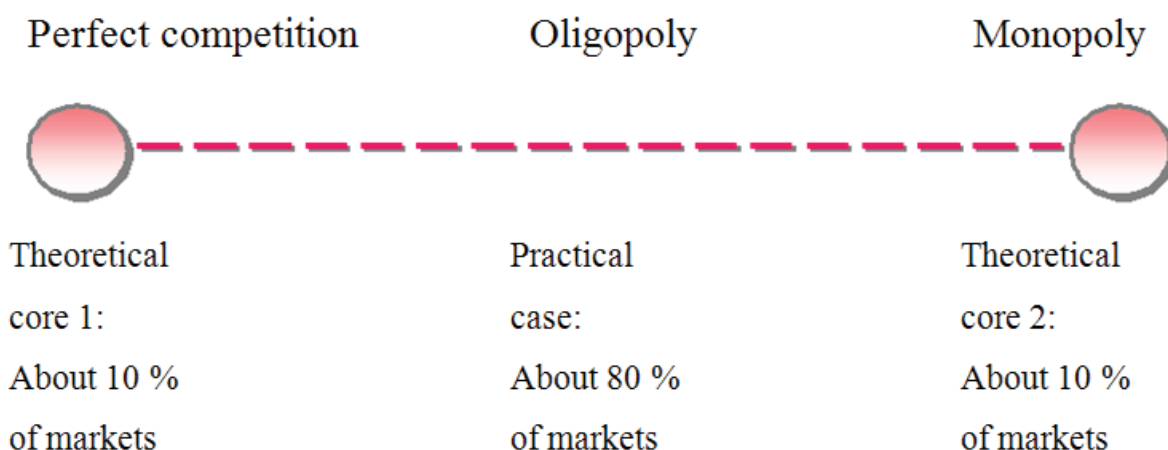 Perfect competition
Oligopoly
Monopoly
Theoretical
core 1:
About 10 %
of markets
Practical
case:
About 80 %
of markets
Theoretical
core 2:
About 10 %
of markets